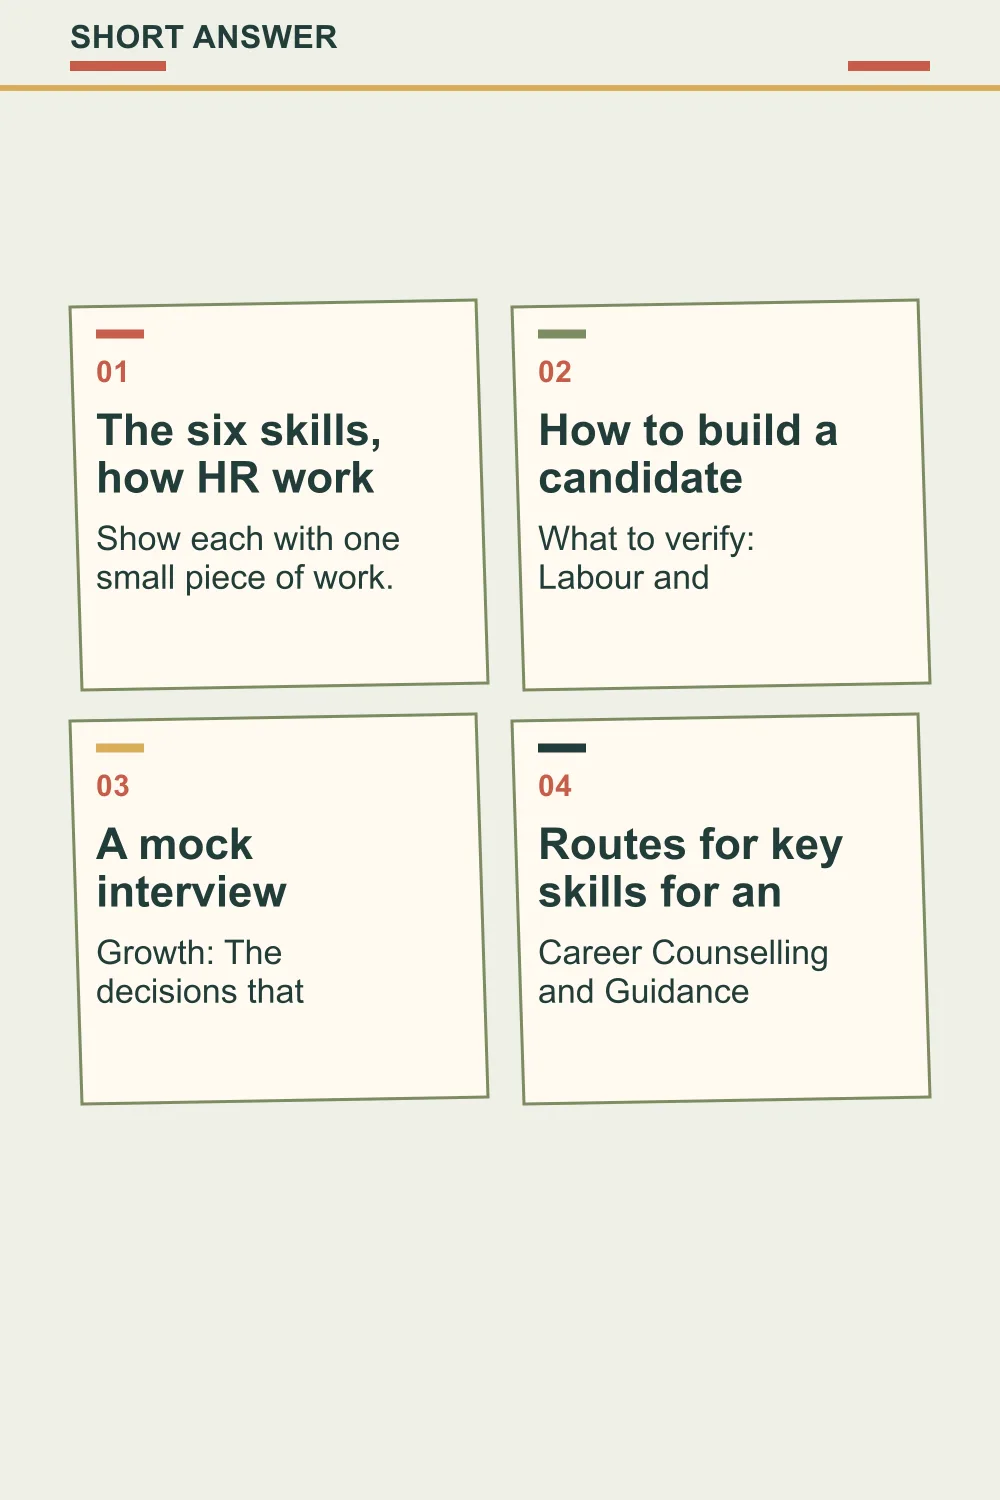 SHORT ANSWER
01
The six skills,
how HR work
Show each with one
small piece of work.
02
How to build a
candidate
What to verify:
Labour and
03
A mock
interview
Growth: The
decisions that
04
Routes for key
skills for an
Career Counselling
and Guidance